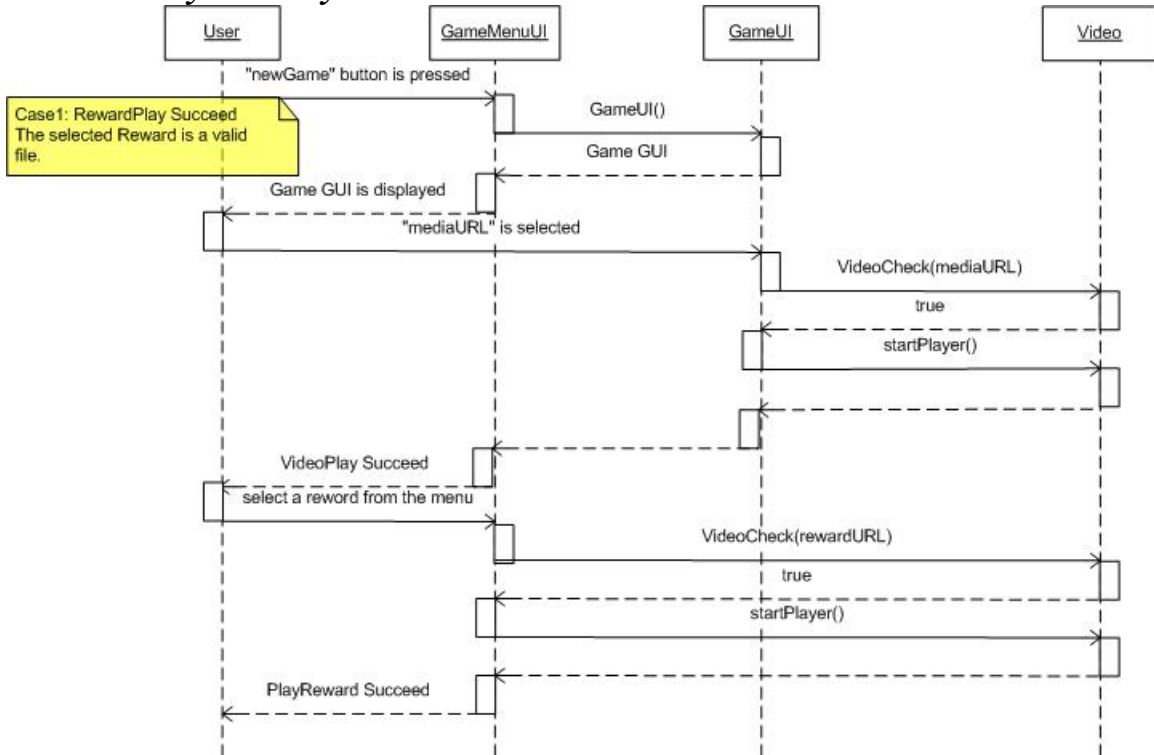 User GameMenuUI GameUI Video
"newGame" button is pressed
Case1: RewardPlay Succeed
The selected Reward is a valid
file.
GameUI()
Game GUI
Game GUI is displayed
"mediaURL" is selected
VideoCheck(mediaURL)
true
startPlayer()
VideoPlay Succeed
select a reword from the menu
VideoCheck(rewardURL)
true
startPlayer()
PlayReward Succeed